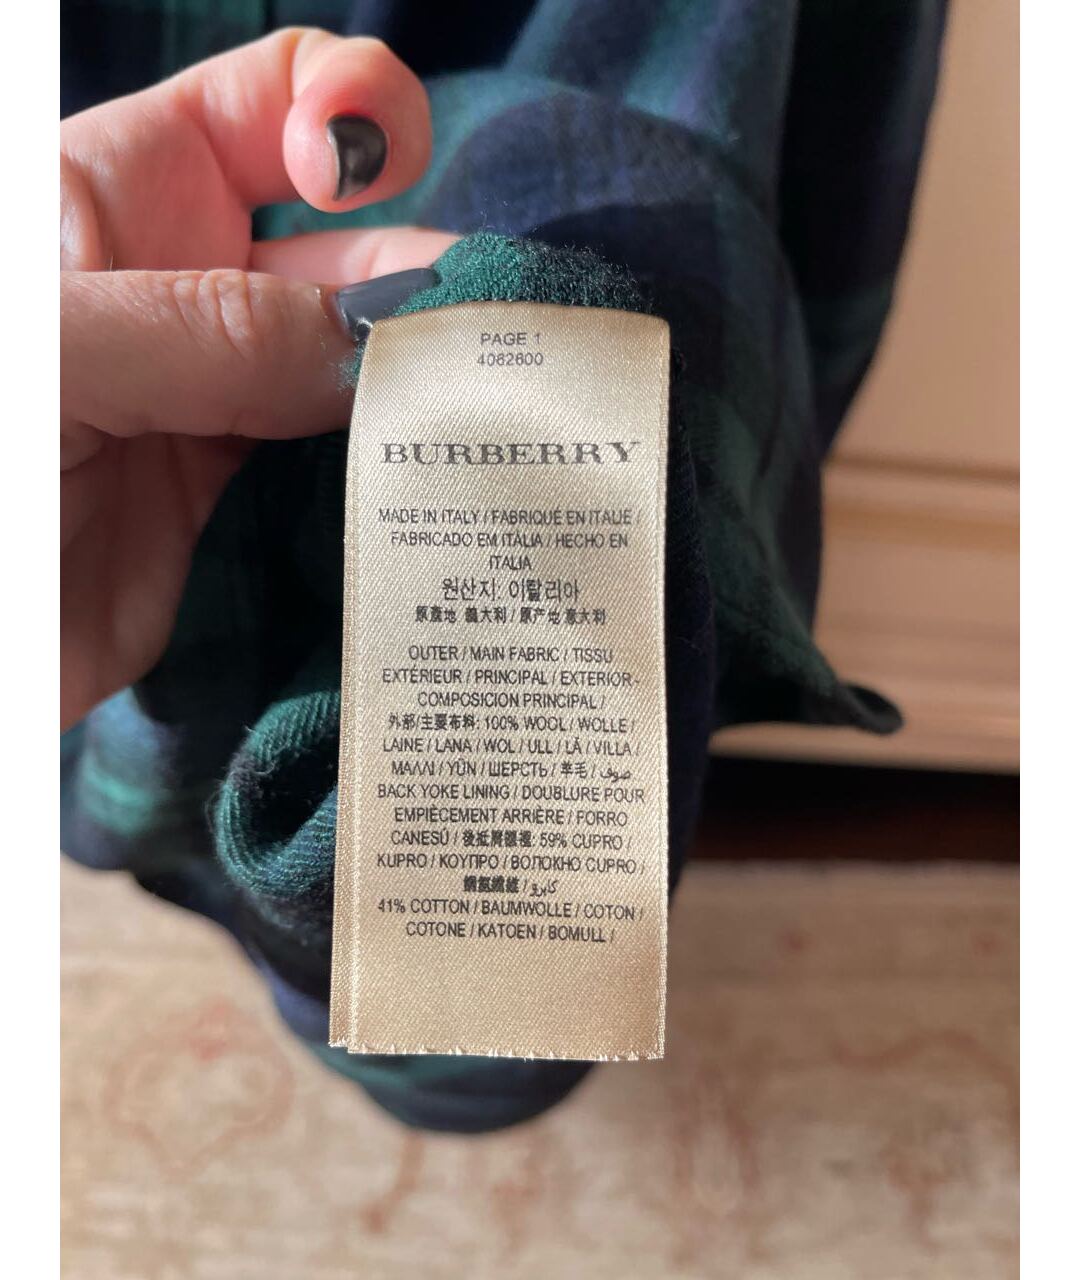 PAGE 1
4062600
BURBERRY
MADE IN ITALY / FABRIQUÉ EN ITALIE /
FABRICADO EM ITÁLIA / HECHO EN
ITALIA
원산지: 이탈리아
原產地 義大利 / 原产地 意大利
OUTER / MAIN FABRIC / TISSU
EXTÉRIEUR / PRINCIPAL / EXTERIOR -
COMPOSICION PRINCIPAL /
外部/主要布料: 100% WOOL / WOLLE /
LAINE / LANA / WOL / ULL / LÃ / VILLA /
ΜΑΛΛΙ / YÜN / ШЕРСТЬ / 羊毛 / صوف
BACK YOKE LINING / DOUBLURE POUR
EMPIÈCEMENT ARRIÈRE / FORRO
CANESÚ / 59% CUPRO /
KUPRO / ΚΟΥΠΡΟ / ВОЛОКНО CUPRO /
/ كابرو
41% COTTON / BAUMWOLLE / COTON /
COTONE / KATOEN / BOMULL /